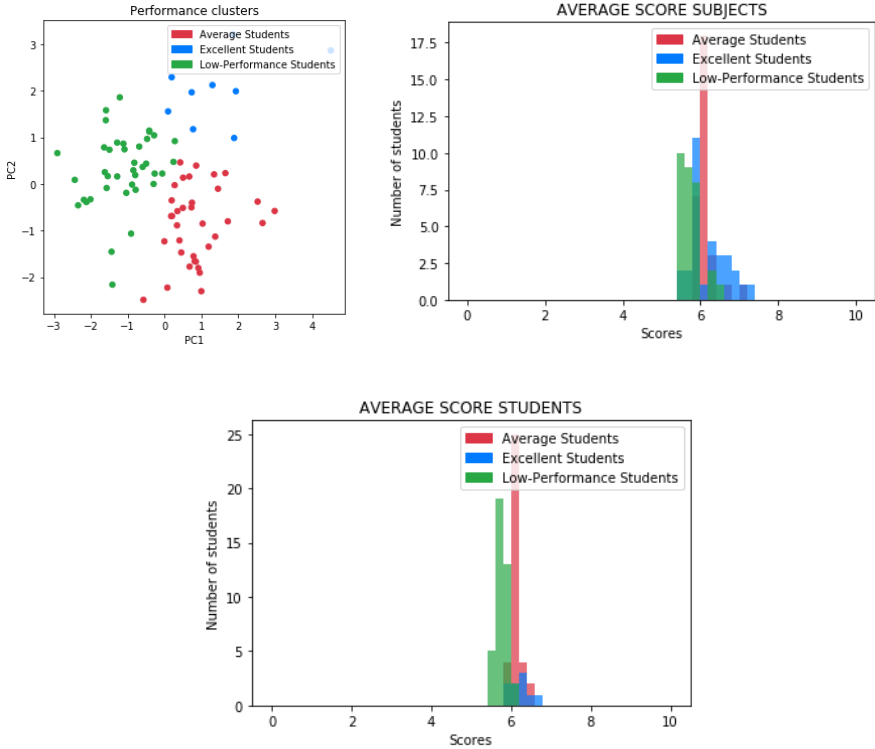 Performance clusters
Average Students
Excellent Students
Low-Performance Students
PC2
3
2
1
0
−1
−2
−3 −2 −1 0 1 2 3 4
PC1
AVERAGE SCORE SUBJECTS
Average Students
Excellent Students
Low-Performance Students
Number of students
17.5
15.0
12.5
10.0
7.5
5.0
2.5
0.0
0 2 4 6 8 10
Scores
AVERAGE SCORE STUDENTS
Average Students
Excellent Students
Low-Performance Students
Number of students
25
20
15
10
5
0
0 2 4 6 8 10
Scores